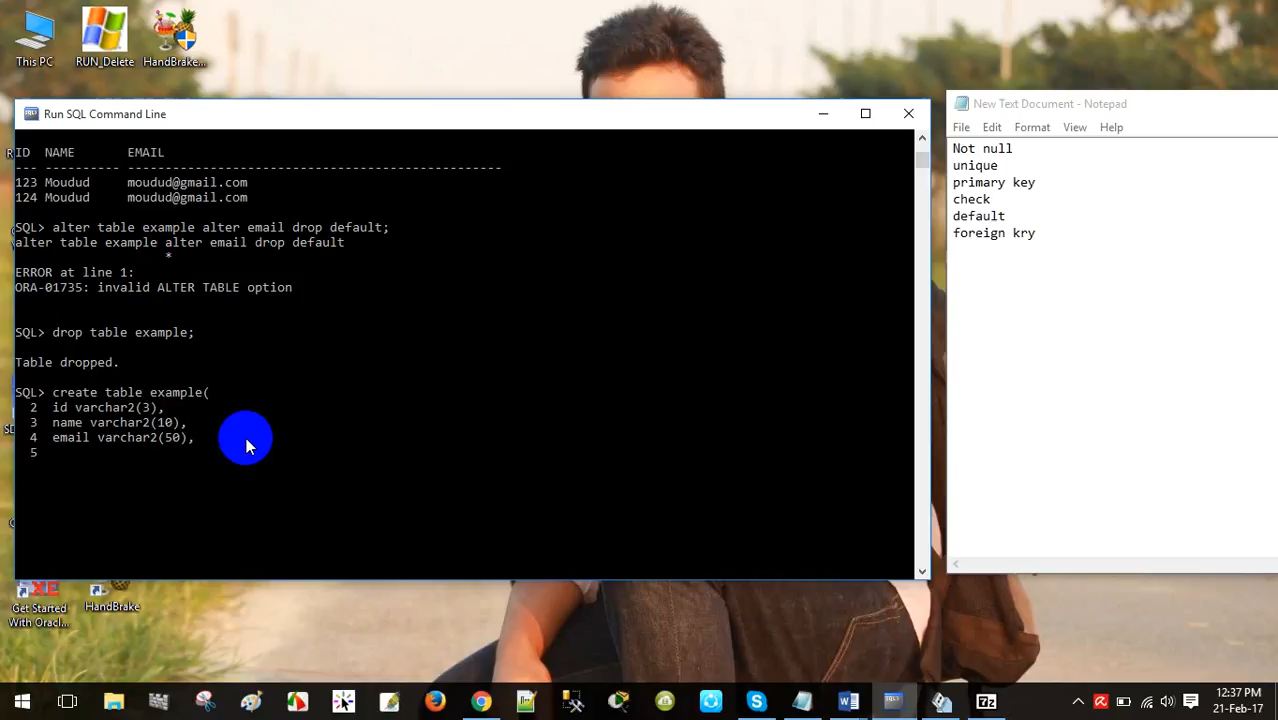 This PC
RUN_Delete
HandBrake...
Run SQL Command Line
ID NAME EMAIL
--- ---------- --------------------------------------------------
123 Moudud moudud@gmail.com
124 Moudud moudud@gmail.com
SQL> alter table example alter email drop default;
alter table example alter email drop default
*
ERROR at line 1:
ORA-01735: invalid ALTER TABLE option
SQL> drop table example;
Table dropped.
SQL> create table example(
2 id varchar2(3),
3 name varchar2(10),
4 email varchar2(50),
5
New Text Document - Notepad
File Edit Format View Help
Not null
unique
primary key
check
default
foreign kry
Get Started
With Oracl...
HandBrake
12:37 PM
21-Feb-17